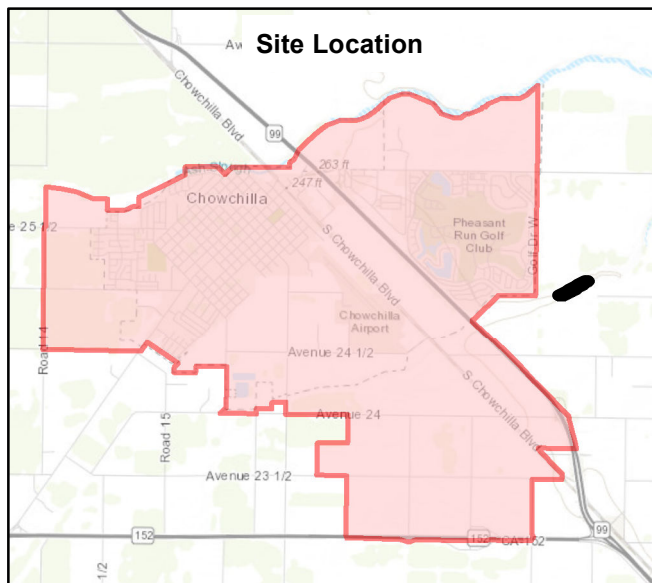 Site Location
Av
Chowchilla Blvd
99
263 ft
247 ft
Chowchilla
e 25-1/2
Pheasant
Run Golf
Club
Golf Dr W
S Chowchilla Blvd
Chowchilla
Airport
Road 14
Avenue 24 1/2
S Chowchilla Blvd
Avenue 24
Road 15
Avenue 23-1/2
152
152
CA-152
99
1/2